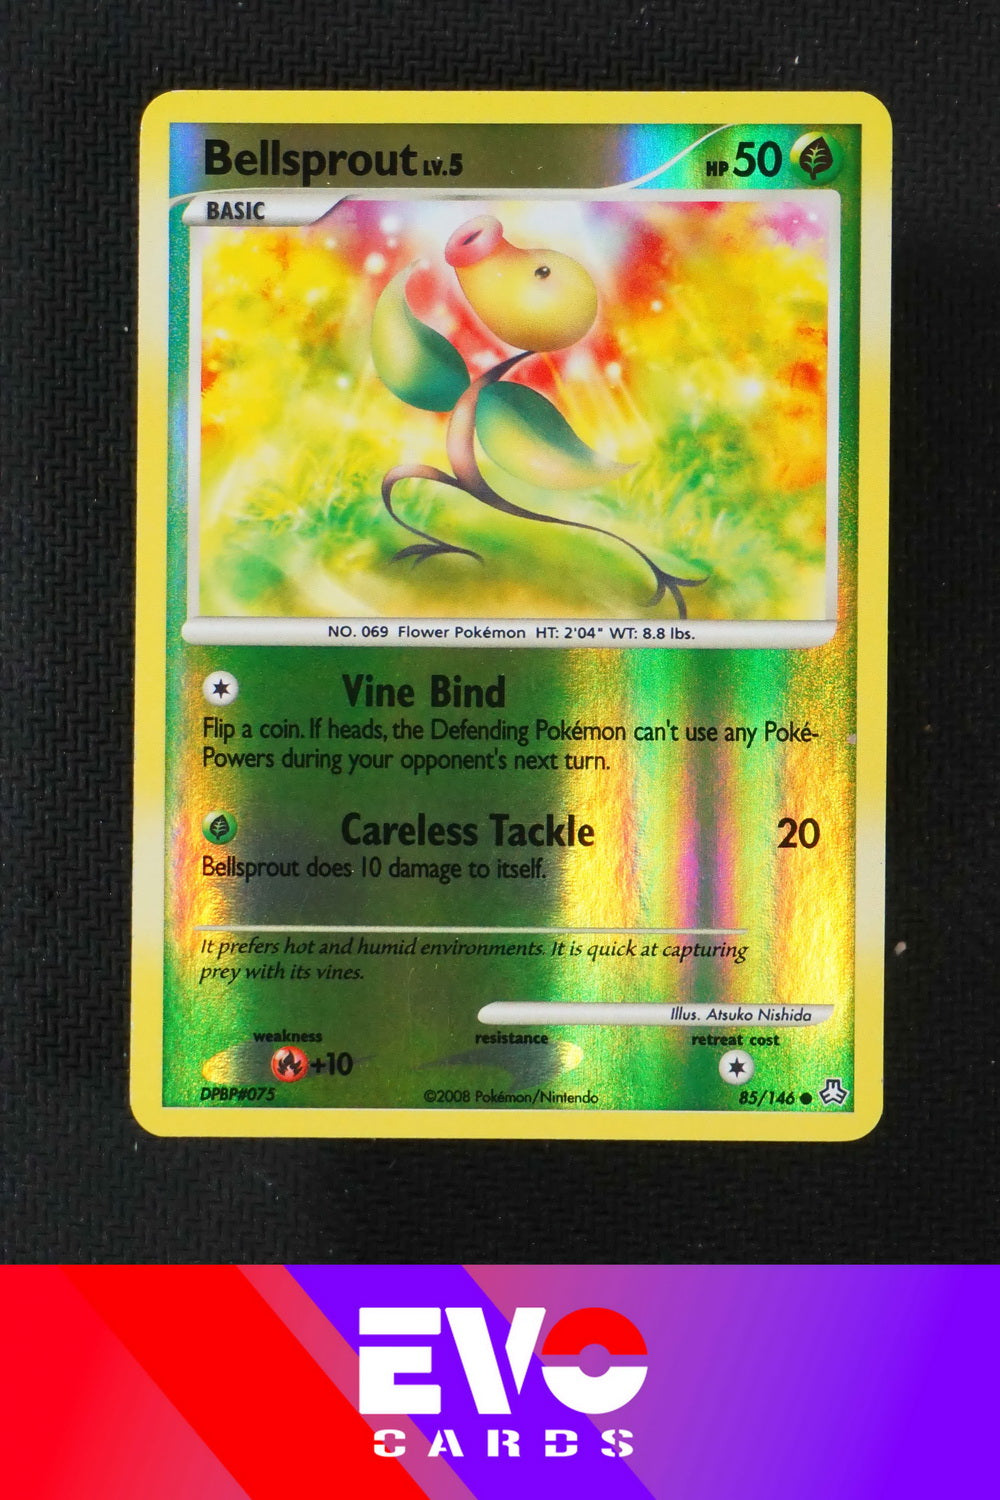 Bellsprout LV.5
HP 50
BASIC
NO. 069 Flower Pokémon HT: 2'04" WT: 8.8 lbs.
Vine Bind
Flip a coin. If heads, the Defending Pokémon can't use any Poké-
Powers during your opponent's next turn.
Careless Tackle 20
Bellsprout does 10 damage to itself.
It prefers hot and humid environments. It is quick at capturing
prey with its vines.
Illus. Atsuko Nishida
weakness resistance retreat cost
+10
DPBP#075 ©2008 Pokémon/Nintendo 85/146
EVO
CARDS